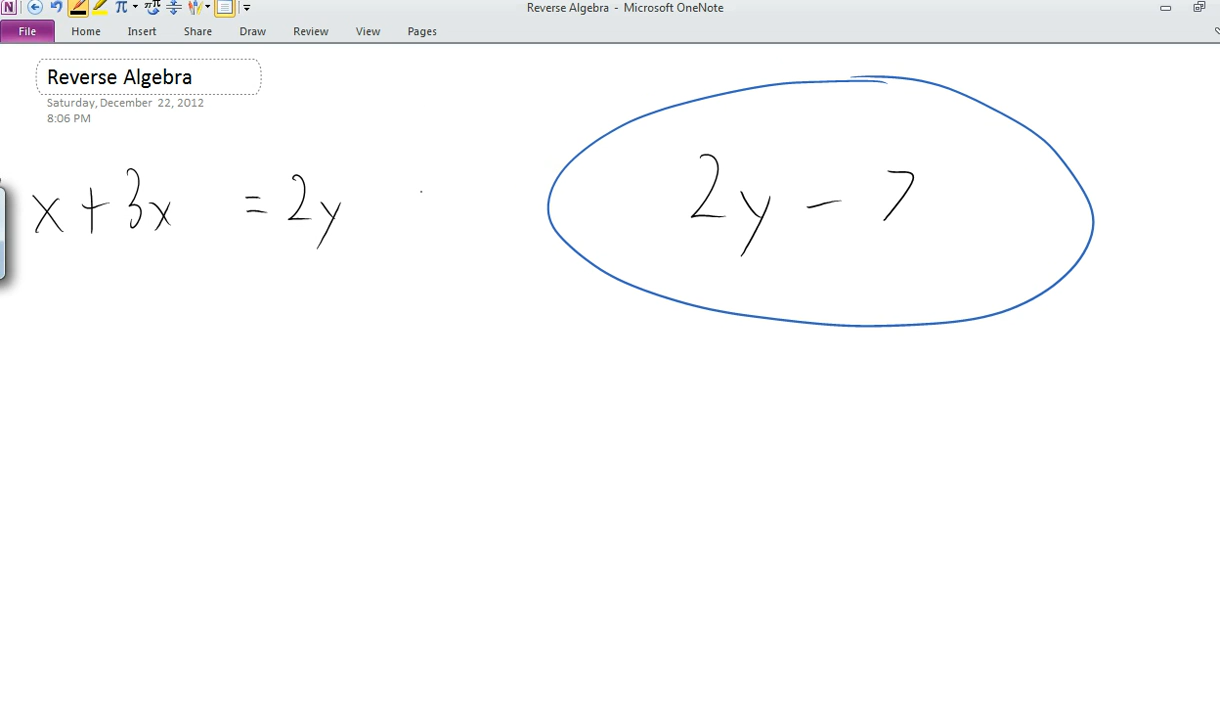 Reverse Algebra - Microsoft OneNote
File Home Insert Share Draw Review View Pages
Reverse Algebra
Saturday, December 22, 2012
8:06 PM
x + 3x = 2y
2y - 7